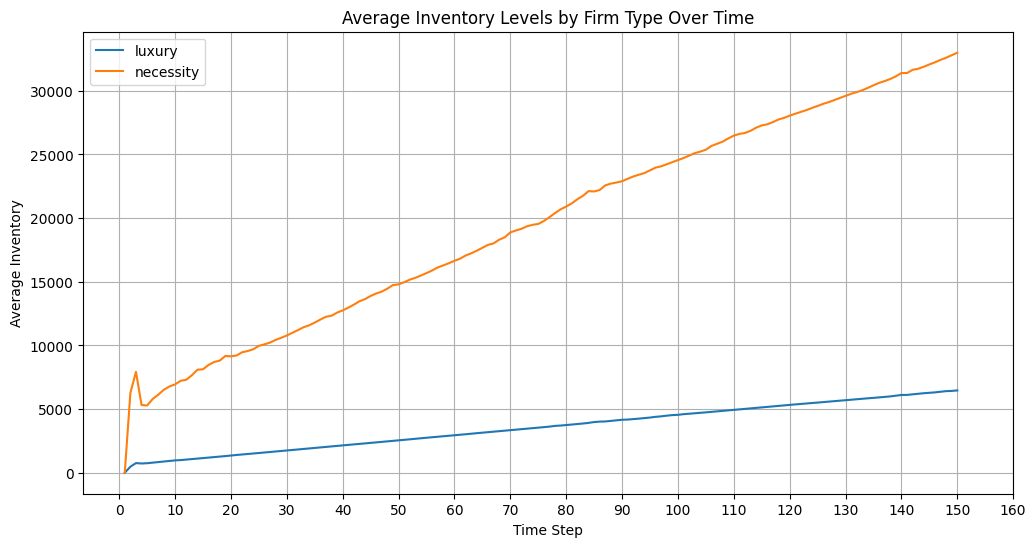 Average Inventory Levels by Firm Type Over Time
luxury
necessity
Average Inventory
30000
25000
20000
15000
10000
5000
0
0 10 20 30 40 50 60 70 80 90 100 110 120 130 140 150 160
Time Step